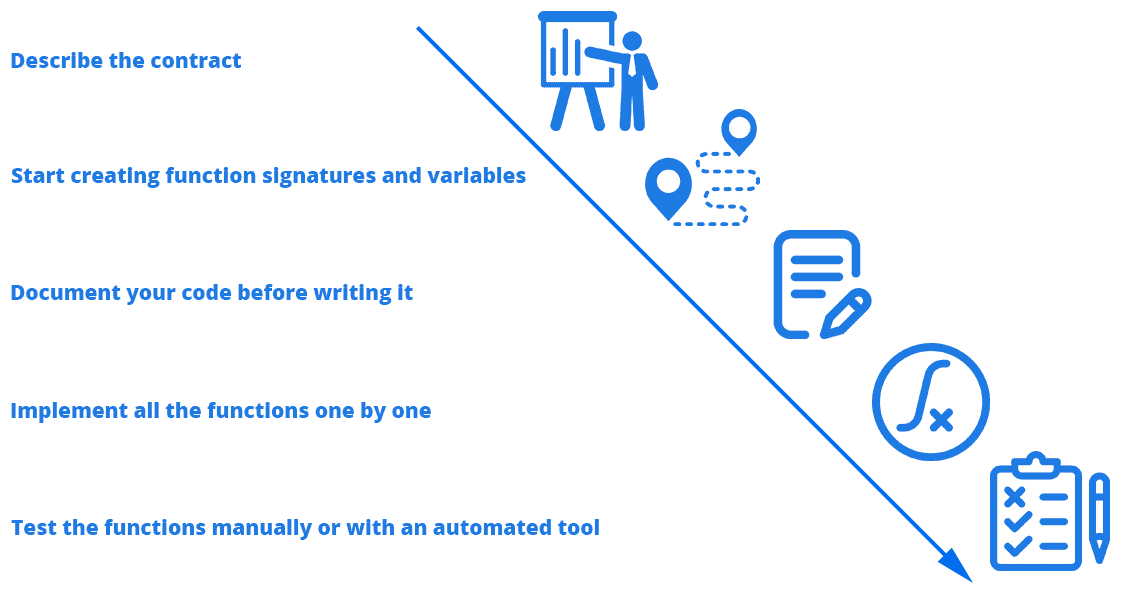 Describe the contract
Start creating function signatures and variables
Document your code before writing it
Implement all the functions one by one
Test the functions manually or with an automated tool